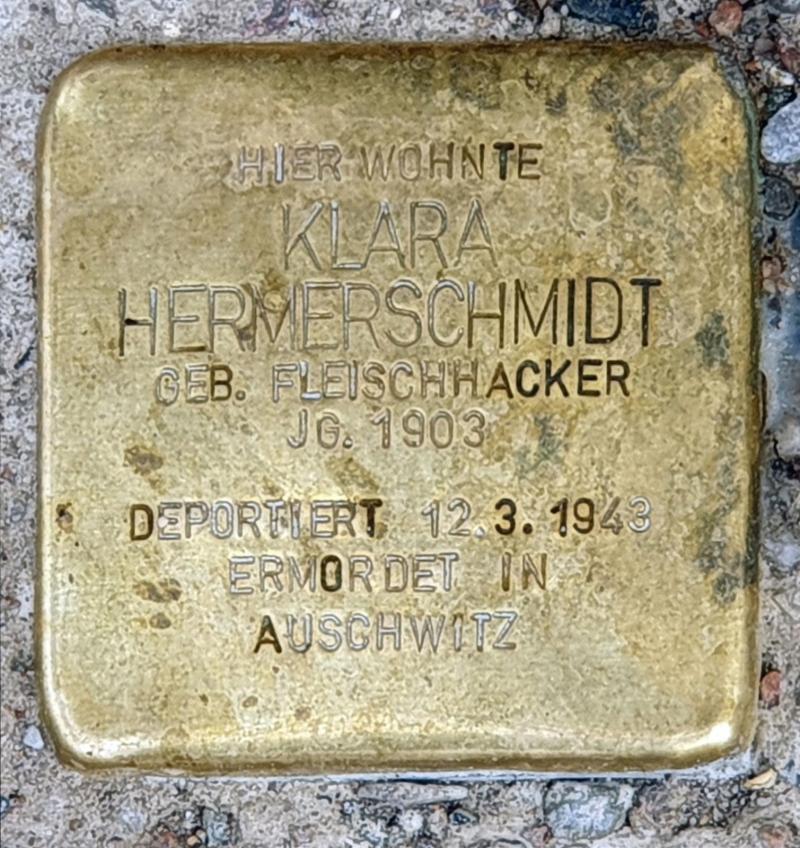 HIER WOHNTE
KLARA
HERMERSCHMIDT
GEB. FLEISCHHACKER
JG. 1903
DEPORTIERT 12.3.1943
ERMORDET IN
AUSCHWITZ